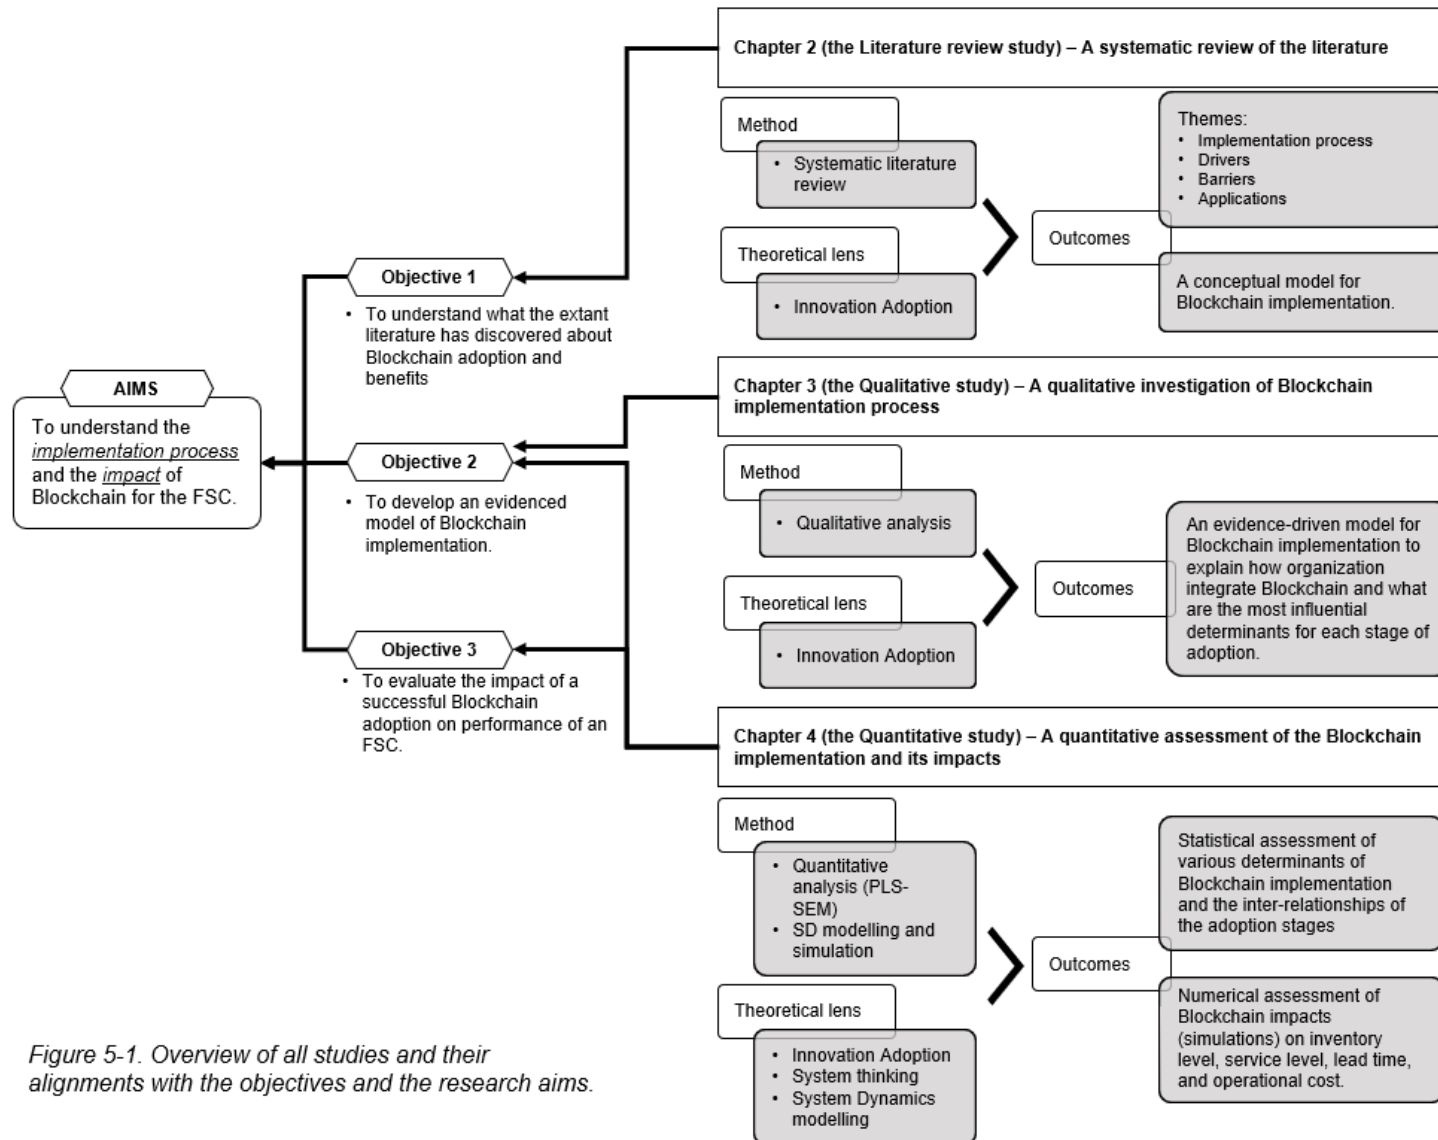 Chapter 2 (the Literature review study) – A systematic review of the literature
Method
• Systematic literature
review
Theoretical lens
• Innovation Adoption
Outcomes
Themes:
• Implementation process
• Drivers
• Barriers
• Applications
A conceptual model for
Blockchain implementation.
Objective 1
• To understand what the extant
literature has discovered about
Blockchain adoption and
benefits
AIMS
To understand the
implementation process
and the impact of
Blockchain for the FSC.
Objective 2
• To develop an evidenced
model of Blockchain
implementation.
Objective 3
• To evaluate the impact of a
successful Blockchain
adoption on performance of an
FSC.
Chapter 3 (the Qualitative study) – A qualitative investigation of Blockchain
implementation process
Method
• Qualitative analysis
Theoretical lens
• Innovation Adoption
Outcomes
An evidence-driven model for
Blockchain implementation to
explain how organization
integrate Blockchain and what
are the most influential
determinants for each stage of
adoption.
Chapter 4 (the Quantitative study) – A quantitative assessment of the Blockchain
implementation and its impacts
Method
• Quantitative
analysis (PLS-
SEM)
• SD modelling and
simulation
Theoretical lens
• Innovation Adoption
• System thinking
• System Dynamics
modelling
Outcomes
Statistical assessment of
various determinants of
Blockchain implementation
and the inter-relationships of
the adoption stages
Numerical assessment of
Blockchain impacts
(simulations) on inventory
level, service level, lead time,
and operational cost.
Figure 5-1. Overview of all studies and their
alignments with the objectives and the research aims.